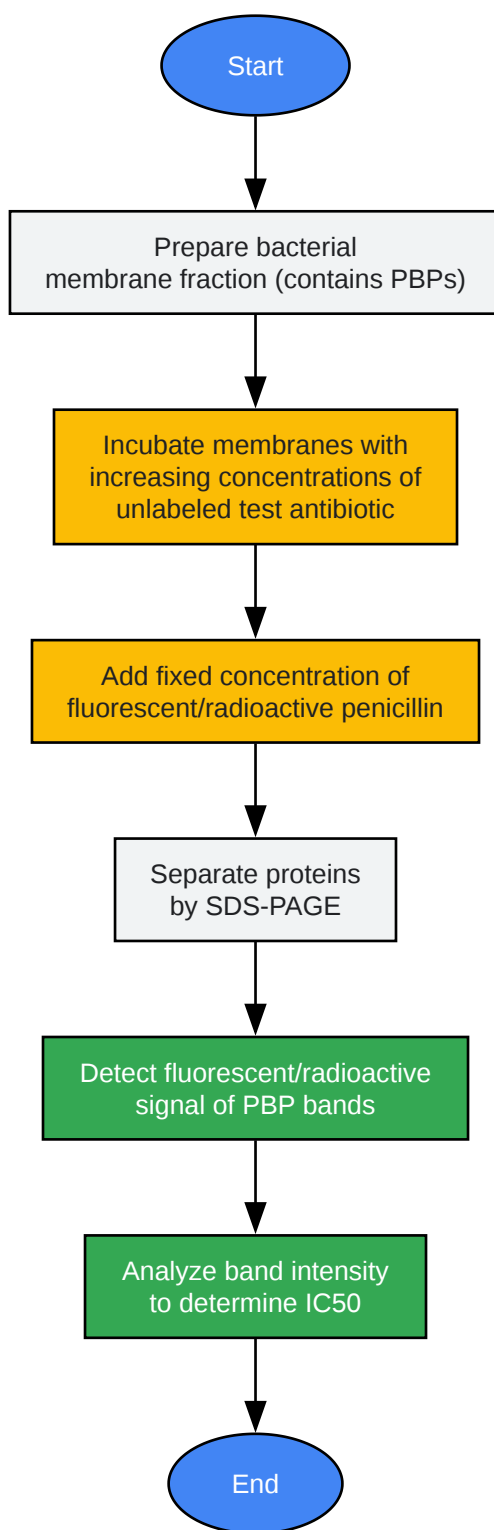 Start
Prepare bacterial
membrane fraction (contains PBPs)
Incubate membranes with
increasing concentrations of
unlabeled test antibiotic
Add fixed concentration of
fluorescent/radioactive penicillin
Separate proteins
by SDS-PAGE
Detect fluorescent/radioactive
signal of PBP bands
Analyze band intensity
to determine IC50
End